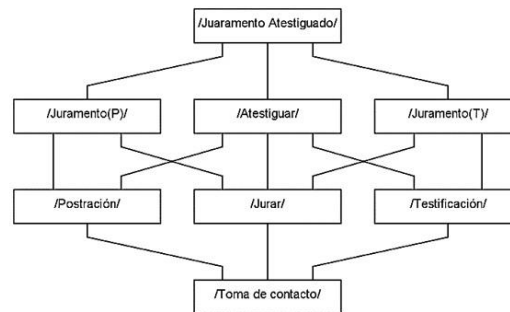 /Juaramento Atestiguado/
/Juramento(P)/
/Atestiguar/
/Juramento(T)/
/Postración/
/Jurar/
/Testificación/
/Toma de contacto/